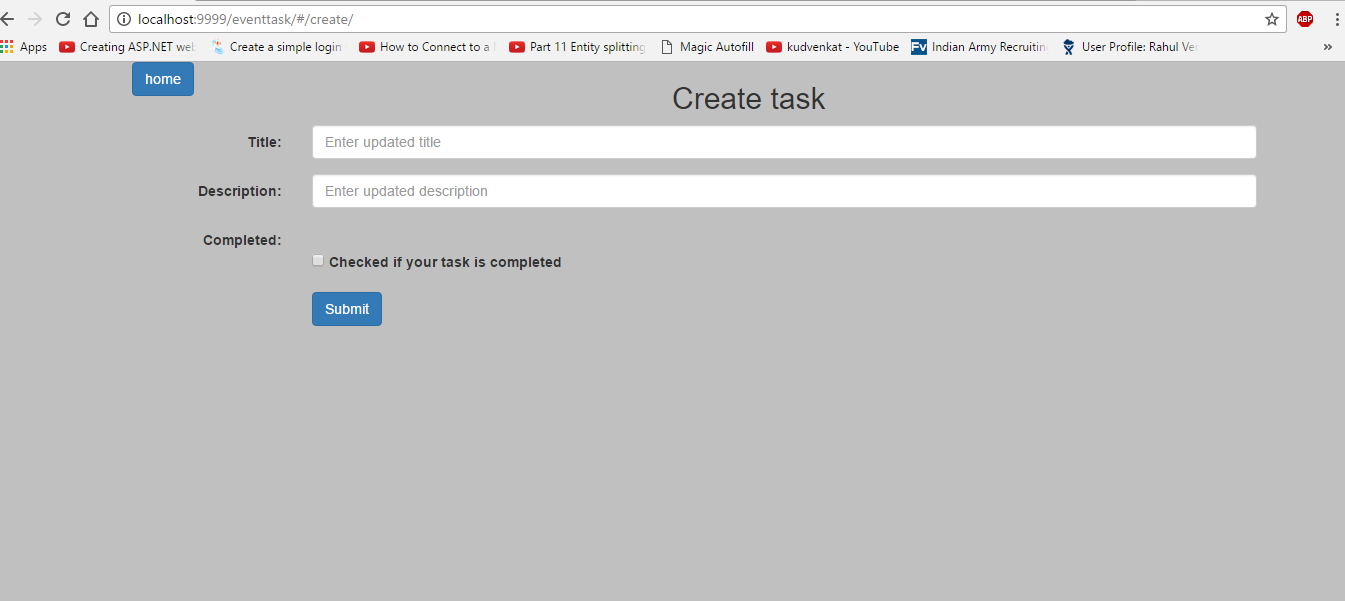 localhost:9999/eventtask/#/create/
ABP
Apps Creating ASP.NET we Create a simple login How to Connect to a Part 11 Entity splitting Magic Autofill kudvenkat - YouTube Fv Indian Army Recruitin User Profile: Rahul Ve »
home
Create task
Title: Enter updated title
Description: Enter updated description
Completed:
Checked if your task is completed
Submit